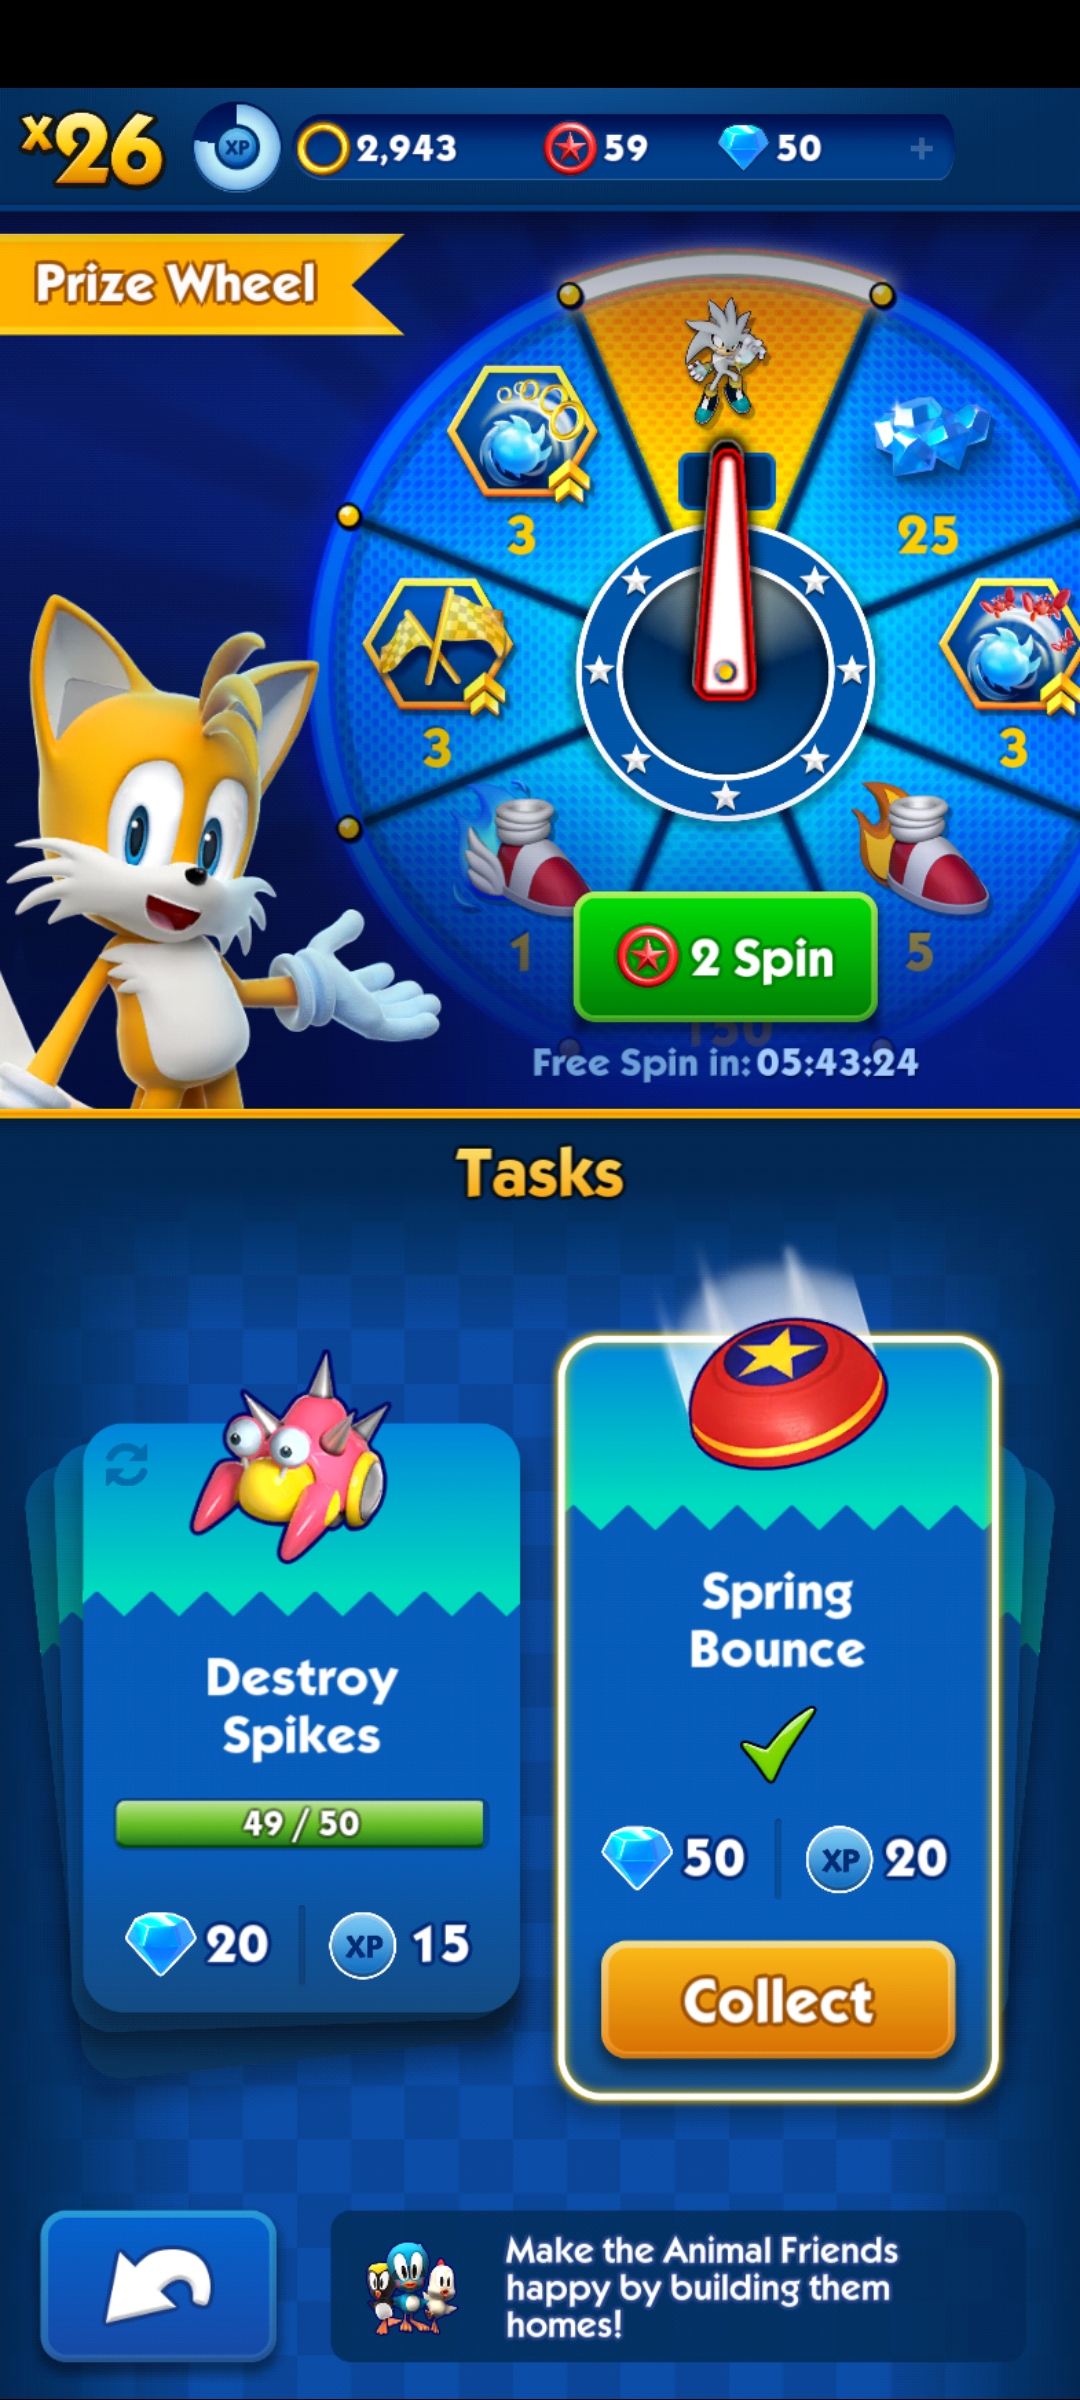 x26
XP
2,943
59
50
+
Prize Wheel
3
25
3
3
1
2 Spin
5
150
Free Spin in: 05:43:24
Tasks
Spring
Bounce
Destroy
Spikes
49 / 50
50
XP
20
20
XP
15
Collect
Make the Animal Friends
happy by building them
homes!